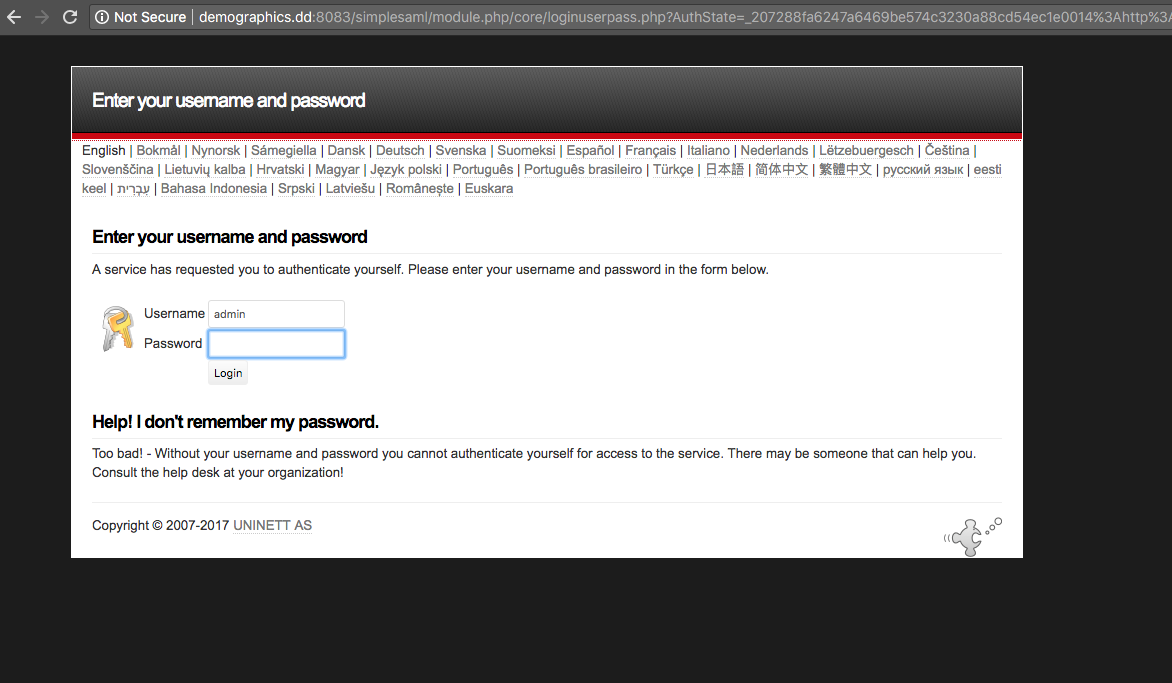 Not Secure | demographics.dd:8083/simplesaml/module.php/core/loginuserpass.php?AuthState=_207288fa6247a6469be574c3230a88cd54ec1e0014%3Ahttp%3A
Enter your username and password
English | Bokmål | Nynorsk | Sámegiella | Dansk | Deutsch | Svenska | Suomeksi | Español | Français | Italiano | Nederlands | Lëtzebuergesch | Čeština |
Slovenščina | Lietuvių kalba | Hrvatski | Magyar | Język polski | Português | Português brasileiro | Türkçe | 日本語 | 简体中文 | 繁體中文 | русский язык | eesti
keel | עִבְרִית | Bahasa Indonesia | Srpski | Latviešu | Românește | Euskara
Enter your username and password
A service has requested you to authenticate yourself. Please enter your username and password in the form below.
Username admin
Password
Login
Help! I don't remember my password.
Too bad! - Without your username and password you cannot authenticate yourself for access to the service. There may be someone that can help you.
Consult the help desk at your organization!
Copyright © 2007-2017 UNINETT AS